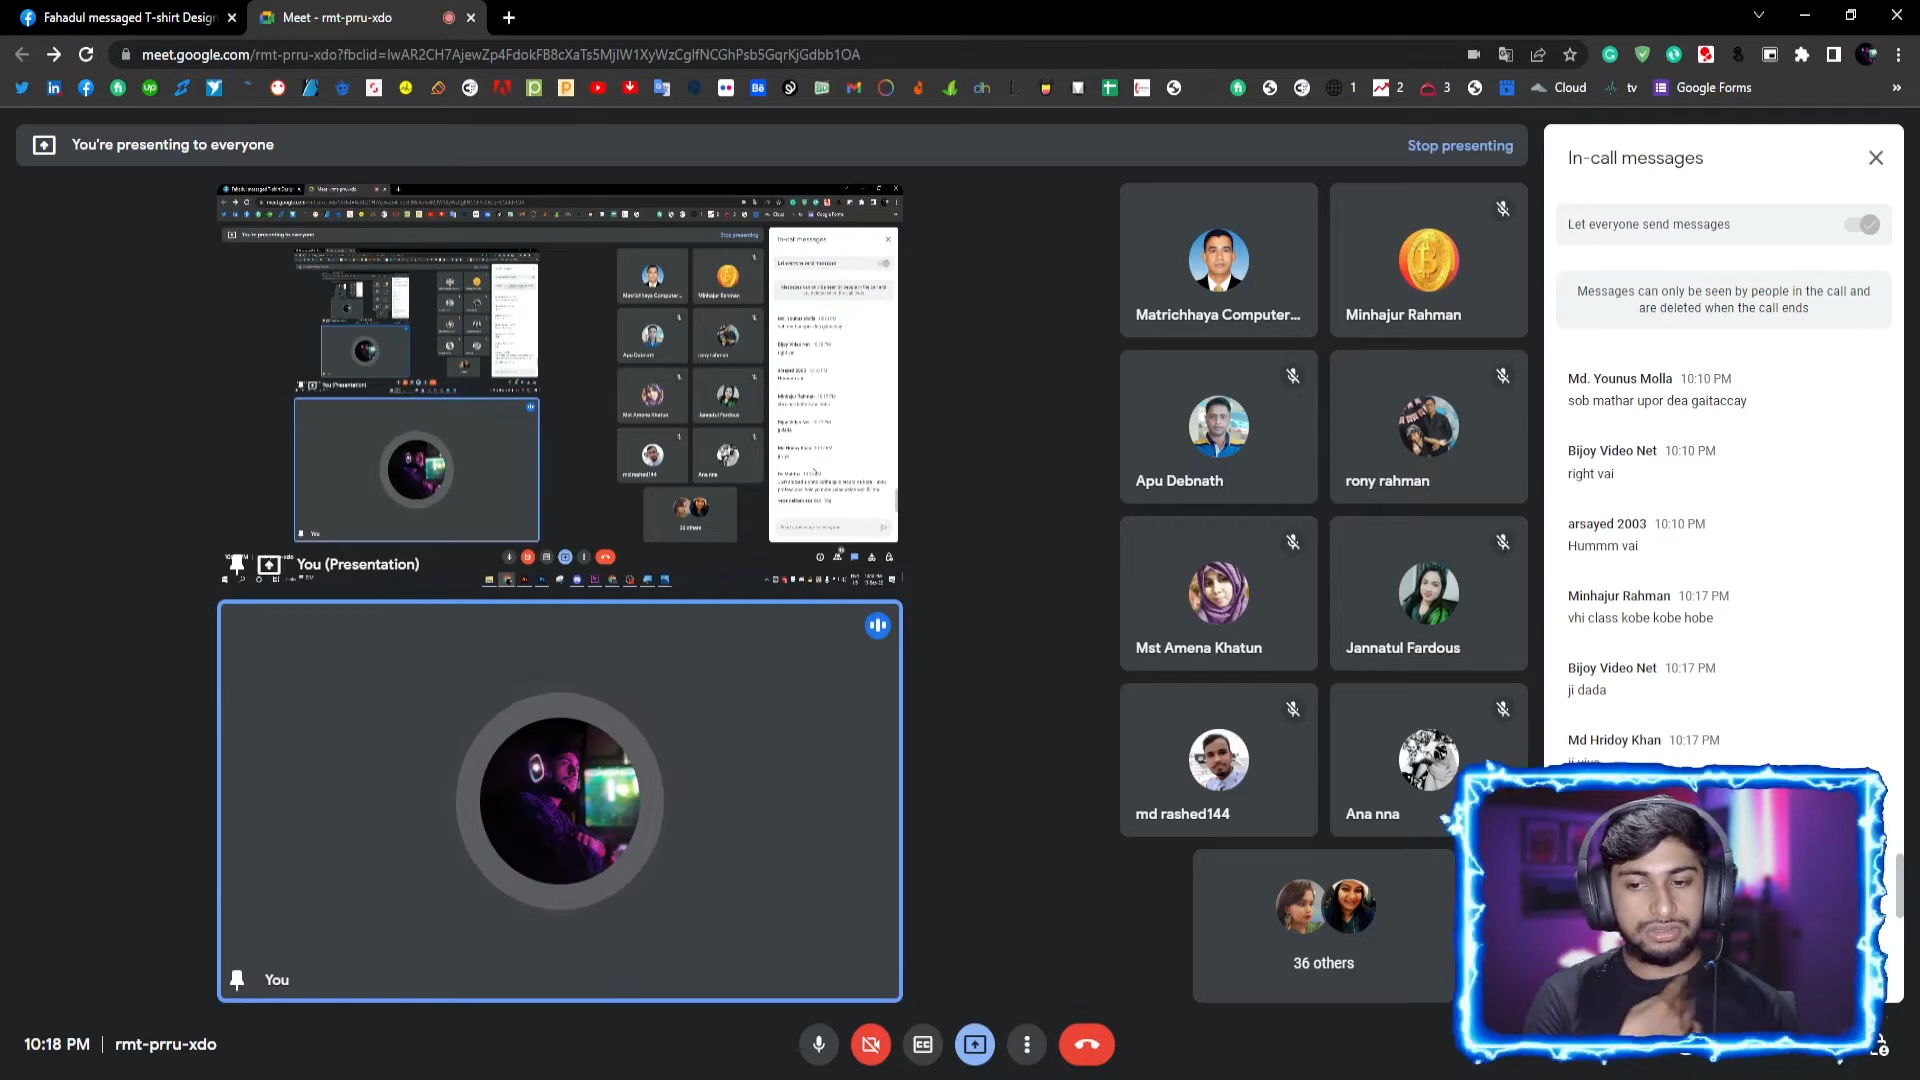 Fahadul messaged T-shirt Design
Meet - rmt-prru-xdo
meet.google.com/rmt-prru-xdo?fbclid=IwAR2CH7AjewZp4FdokFB8cXaTs5MjIW1XyWzCglfNCGhPsb5GqrKjGdbb1OA
1
2
3
Cloud
tv
Google Forms
You're presenting to everyone
Stop presenting
In-call messages
Let everyone send messages
Messages can only be seen by people in the call and
are deleted when the call ends
Matrichhaya Computer...
Minhajur Rahman
Apu Debnath
rony rahman
Mst Amena Khatun
Jannatul Fardous
md rashed144
Ana nna
36 others
Md. Younus Molla 10:10 PM
sob mathar upor dea gaitaccay
Bijoy Video Net 10:10 PM
right vai
arsayed 2003 10:10 PM
Hummm vai
Minhajur Rahman 10:17 PM
vhi class kobe kobe hobe
Bijoy Video Net 10:17 PM
ji dada
Md Hridoy Khan 10:17 PM
You (Presentation)
You
10:18 PM
rmt-prru-xdo